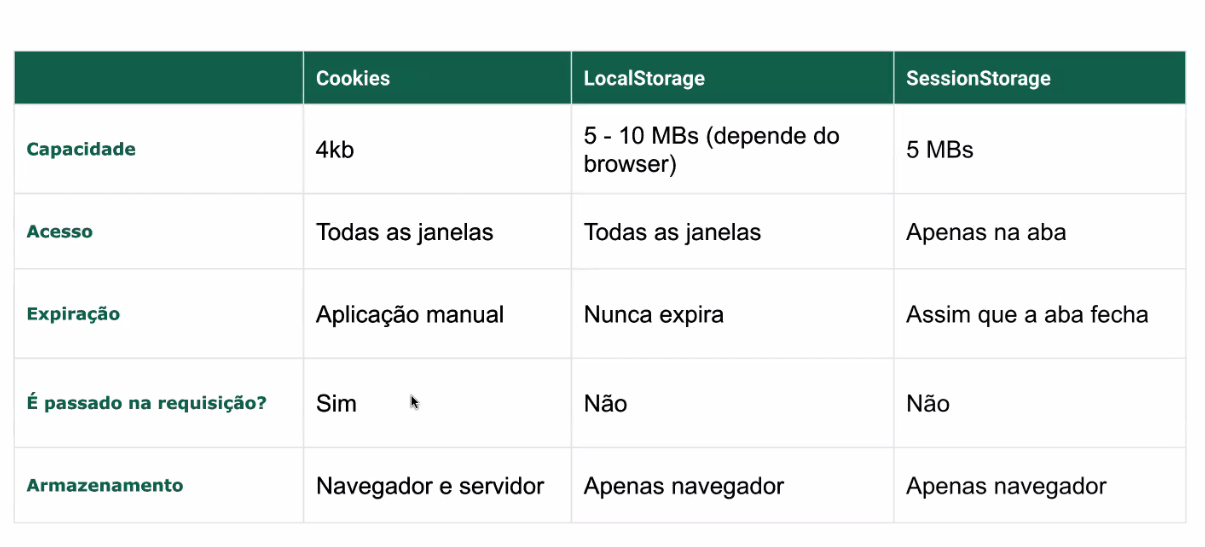 Cookies LocalStorage SessionStorage
Capacidade 4kb 5 - 10 MBs (depende do
browser) 5 MBs
Acesso Todas as janelas Todas as janelas Apenas na aba
Expiração Aplicação manual Nunca expira Assim que a aba fecha
É passado na requisição? Sim Não Não
Armazenamento Navegador e servidor Apenas navegador Apenas navegador